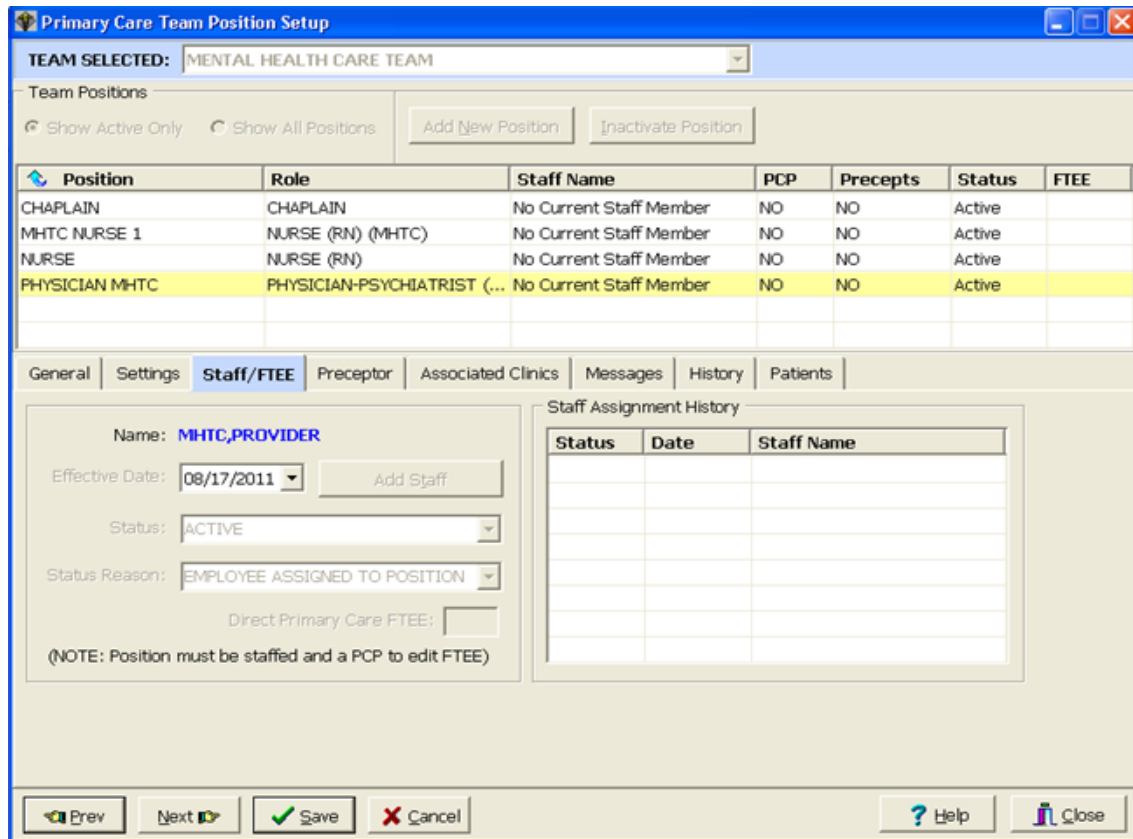 Primary Care Team Position Setup
TEAM SELECTED: MENTAL HEALTH CARE TEAM
Team Positions
Show Active Only Show All Positions Add New Position Inactivate Position
Position Role Staff Name PCP Precepts Status FTEE
CHAPLAIN CHAPLAIN No Current Staff Member NO NO Active
MHTC NURSE 1 NURSE (RN) (MHTC) No Current Staff Member NO NO Active
NURSE NURSE (RN) No Current Staff Member NO NO Active
PHYSICIAN MHTC PHYSICIAN-PSYCHIATRIST (... No Current Staff Member NO NO Active
General Settings Staff/FTEE Preceptor Associated Clinics Messages History Patients
Name: MHTC,PROVIDER
Effective Date: 08/17/2011 Add Staff
Status: ACTIVE
Status Reason: EMPLOYEE ASSIGNED TO POSITION
Direct Primary Care FTEE:
(NOTE: Position must be staffed and a PCP to edit FTEE)
Staff Assignment History
Status Date Staff Name
Prev Next Save Cancel Help Close